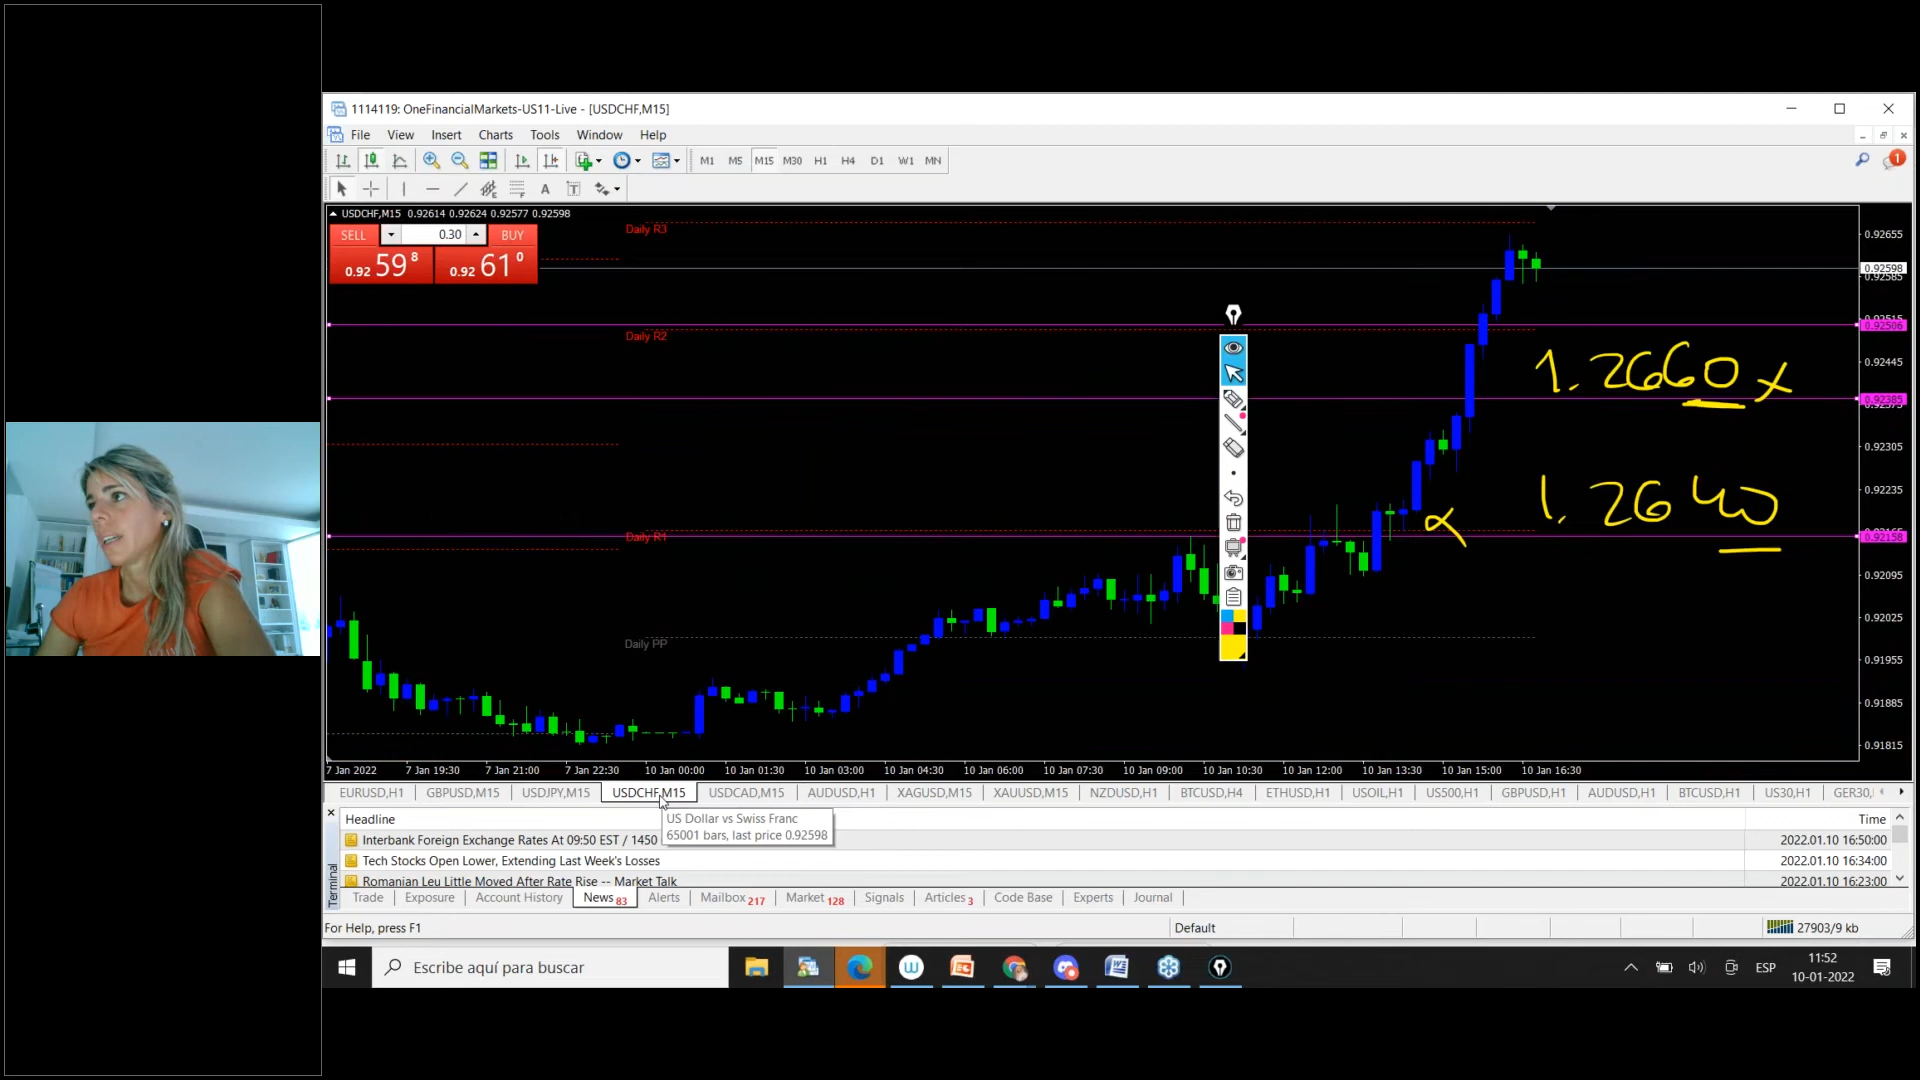 1114119: OneFinancialMarkets-US11-Live - [USDCHF,M15]
File View Insert Charts Tools Window Help
M1 M5 M15 M30 H1 H4 D1 W1 MN
1
A T
USDCHF,M15 0.92614 0.92624 0.92577 0.92598
SELL 0.30 BUY
0.92 59 8 0.92 61 0
Daily R3
Daily R2
Daily R1
Daily PP
0.92655
0.92598
0.92585
0.92515
0.92506
0.92445
0.92385
0.92375
0.92305
0.92235
0.92165
0.92158
0.92095
0.92025
0.91955
0.91885
0.91815
1.2660 x
1.2640
7 Jan 2022 7 Jan 19:30 7 Jan 21:00 7 Jan 22:30 10 Jan 00:00 10 Jan 01:30 10 Jan 03:00 10 Jan 04:30 10 Jan 06:00 10 Jan 07:30 10 Jan 09:00 10 Jan 10:30 10 Jan 12:00 10 Jan 13:30 10 Jan 15:00 10 Jan 16:30
EURUSD,H1 GBPUSD,M15 USDJPY,M15 USDCHF,M15 USDCAD,M15 AUDUSD,H1 XAGUSD,M15 XAUUSD,M15 NZDUSD,H1 BTCUSD,H4 ETHUSD,H1 USOIL,H1 US500,H1 GBPUSD,H1 AUDUSD,H1 BTCUSD,H1 US30,H1 GER30,
US Dollar vs Swiss Franc
65001 bars, last price 0.92598
Headline Time
Interbank Foreign Exchange Rates At 09:50 EST / 1450 2022.01.10 16:50:00
Tech Stocks Open Lower, Extending Last Week's Losses 2022.01.10 16:34:00
Romanian Leu Little Moved After Rate Rise -- Market Talk 2022.01.10 16:23:00
Terminal
Trade Exposure Account History News 83 Alerts Mailbox 217 Market 128 Signals Articles 3 Code Base Experts Journal
For Help, press F1 Default 27903/9 kb
Escribe aquí para buscar
ESP
11:52
10-01-2022